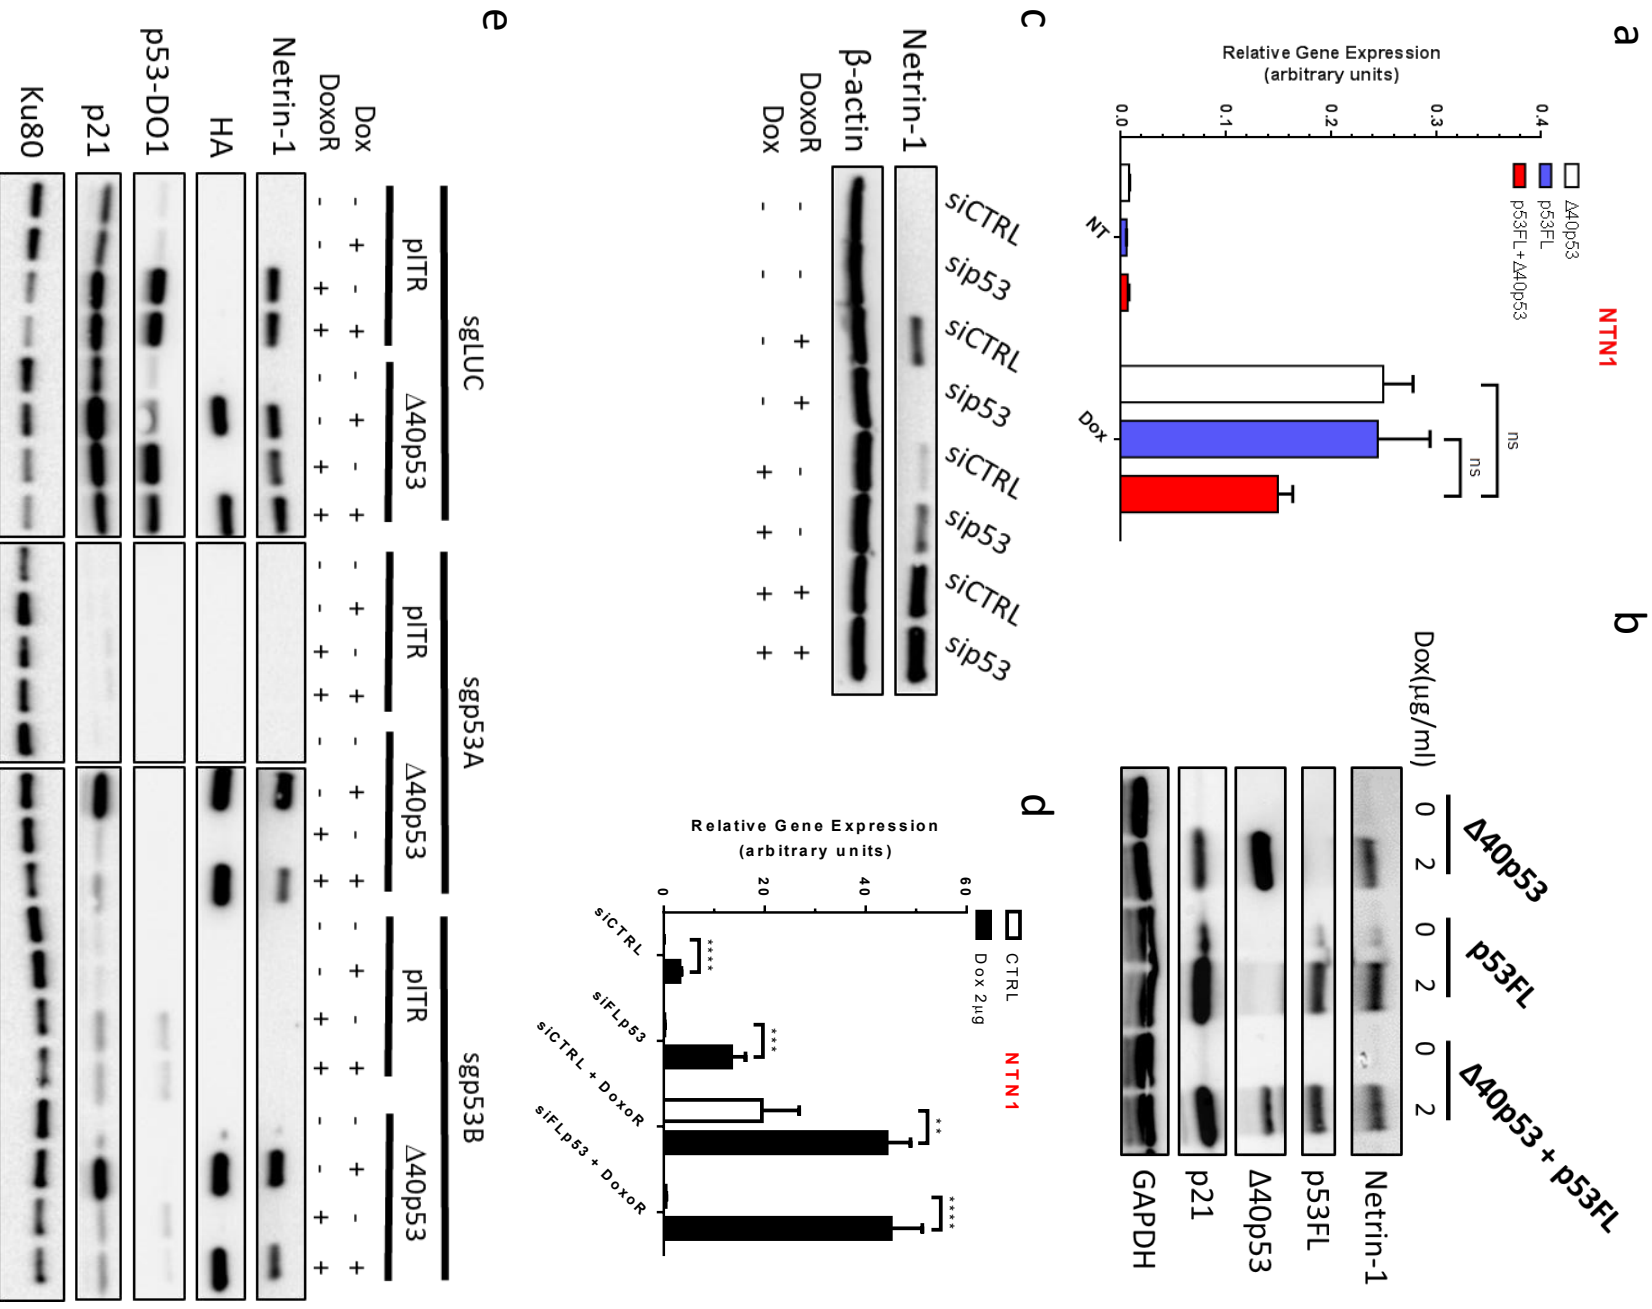 a
NTN1
Δ40p53
p53FL
p53FL+Δ40p53
Relative Gene Expression
(arbitrary units)
0.4
0.3
0.2
0.1
0.0
ns
ns
NT
Dox
b
Δ40p53
p53FL
Δ40p53 + p53FL
Dox(μg/ml)
0 2 0 2 0 2
Netrin-1
p53FL
Δ40p53
p21
GAPDH
c
siCTRL sip53 siCTRL sip53 siCTRL sip53 siCTRL sip53
Netrin-1
β-actin
DoxoR - - + + - - + +
Dox - - - - + + + +
d
NTN1
CTRL
Dox 2μg
Relative Gene Expression
(arbitrary units)
60
40
20
0
****
***
**
****
siCTRL
siFLp53
siCTRL + DoxoR
siFLp53 + DoxoR
e
sgLUC sgp53A sgp53B
pITR Δ40p53 pITR Δ40p53 pITR Δ40p53
Dox - + - + - + - + - + - + - + - + - + - + - + - +
DoxoR - - + + - - + + - - + + - - + + - - + + - - + +
Netrin-1
HA
p53-DO1
p21
Ku80